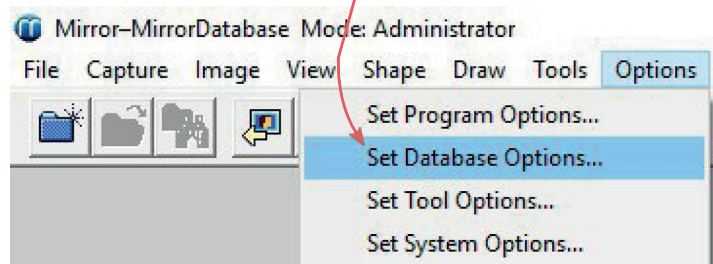 Mirror–MirrorDatabase Mode: Administrator
File Capture Image View Shape Draw Tools Options
Set Program Options...
Set Database Options...
Set Tool Options...
Set System Options...